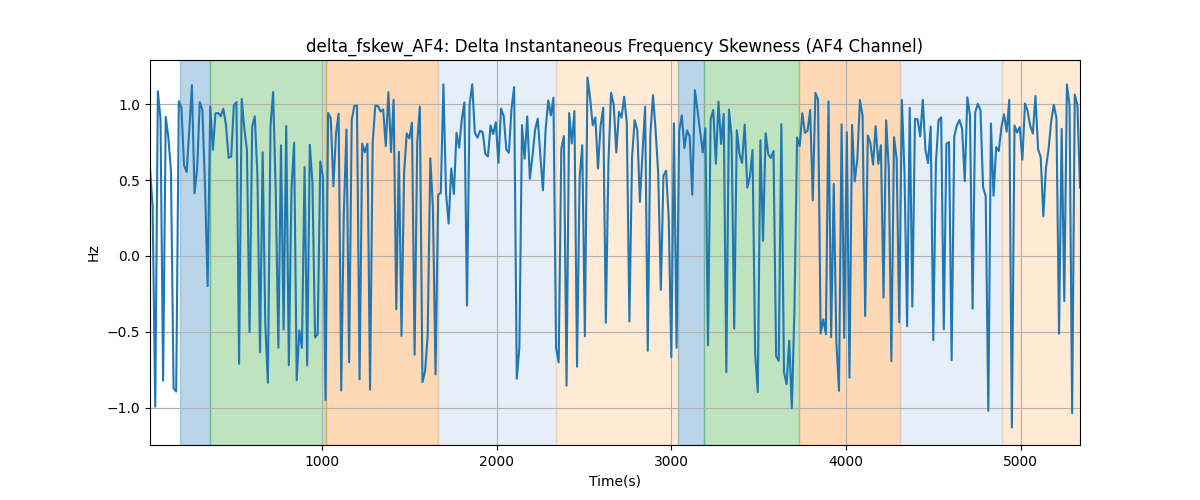 delta_fskew_AF4: Delta Instantaneous Frequency Skewness (AF4 Channel)
1.0
0.5
0.0
−0.5
−1.0
Hz
1000 2000 3000 4000 5000
Time(s)